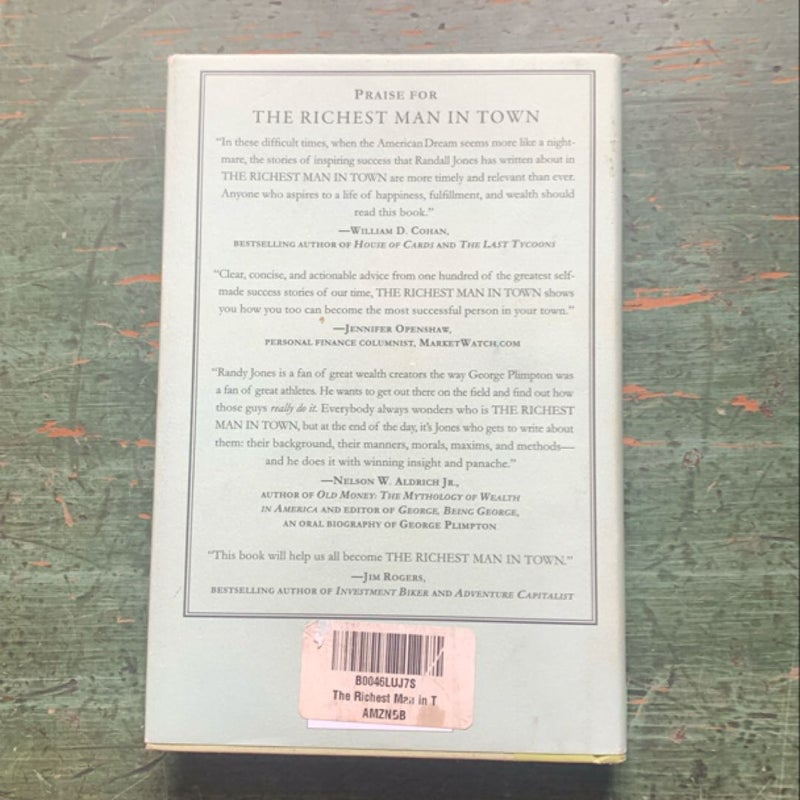 PRAISE FOR
THE RICHEST MAN IN TOWN
"In these difficult times, when the American Dream seems more like a night-
mare, the stories of inspiring success that Randall Jones has written about in
THE RICHEST MAN IN TOWN are more timely and relevant than ever.
Anyone who aspires to a life of happiness, fulfillment, and wealth should
read this book."
—WILLIAM D. COHAN,
BESTSELLING AUTHOR OF HOUSE OF CARDS AND THE LAST TYCOONS
"Clear, concise, and actionable advice from one hundred of the greatest self-
made success stories of our time, THE RICHEST MAN IN TOWN shows
you how you too can become the most successful person in your town."
—JENNIFER OPENSHAW,
PERSONAL FINANCE COLUMNIST, MARKETWATCH.COM
"Randy Jones is a fan of great wealth creators the way George Plimpton was
a fan of great athletes. He wants to get out there on the field and find out how
those guys really do it. Everybody always wonders who is THE RICHEST
MAN IN TOWN, but at the end of the day, it's Jones who gets to write about
them: their background, their manners, morals, maxims, and methods—
and he does it with winning insight and panache."
—NELSON W. ALDRICH JR.,
AUTHOR OF OLD MONEY: THE MYTHOLOGY OF WEALTH
IN AMERICA AND EDITOR OF GEORGE, BEING GEORGE,
AN ORAL BIOGRAPHY OF GEORGE PLIMPTON
"This book will help us all become THE RICHEST MAN IN TOWN."
—JIM ROGERS,
BESTSELLING AUTHOR OF INVESTMENT BIKER AND ADVENTURE CAPITALIST
B0046LUJ7S
The Richest Man in T
AMZN5B